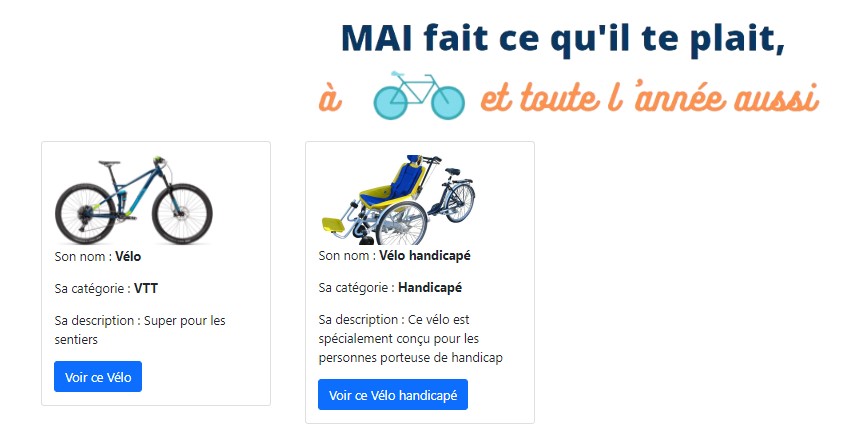 MAI fait ce qu'il te plait,
à et toute l'année aussi
Son nom : Vélo
Sa catégorie : VTT
Sa description : Super pour les
sentiers
Voir ce Vélo
Son nom : Vélo handicapé
Sa catégorie : Handicapé
Sa description : Ce vélo est
spécialement conçu pour les
personnes porteuse de handicap
Voir ce Vélo handicapé